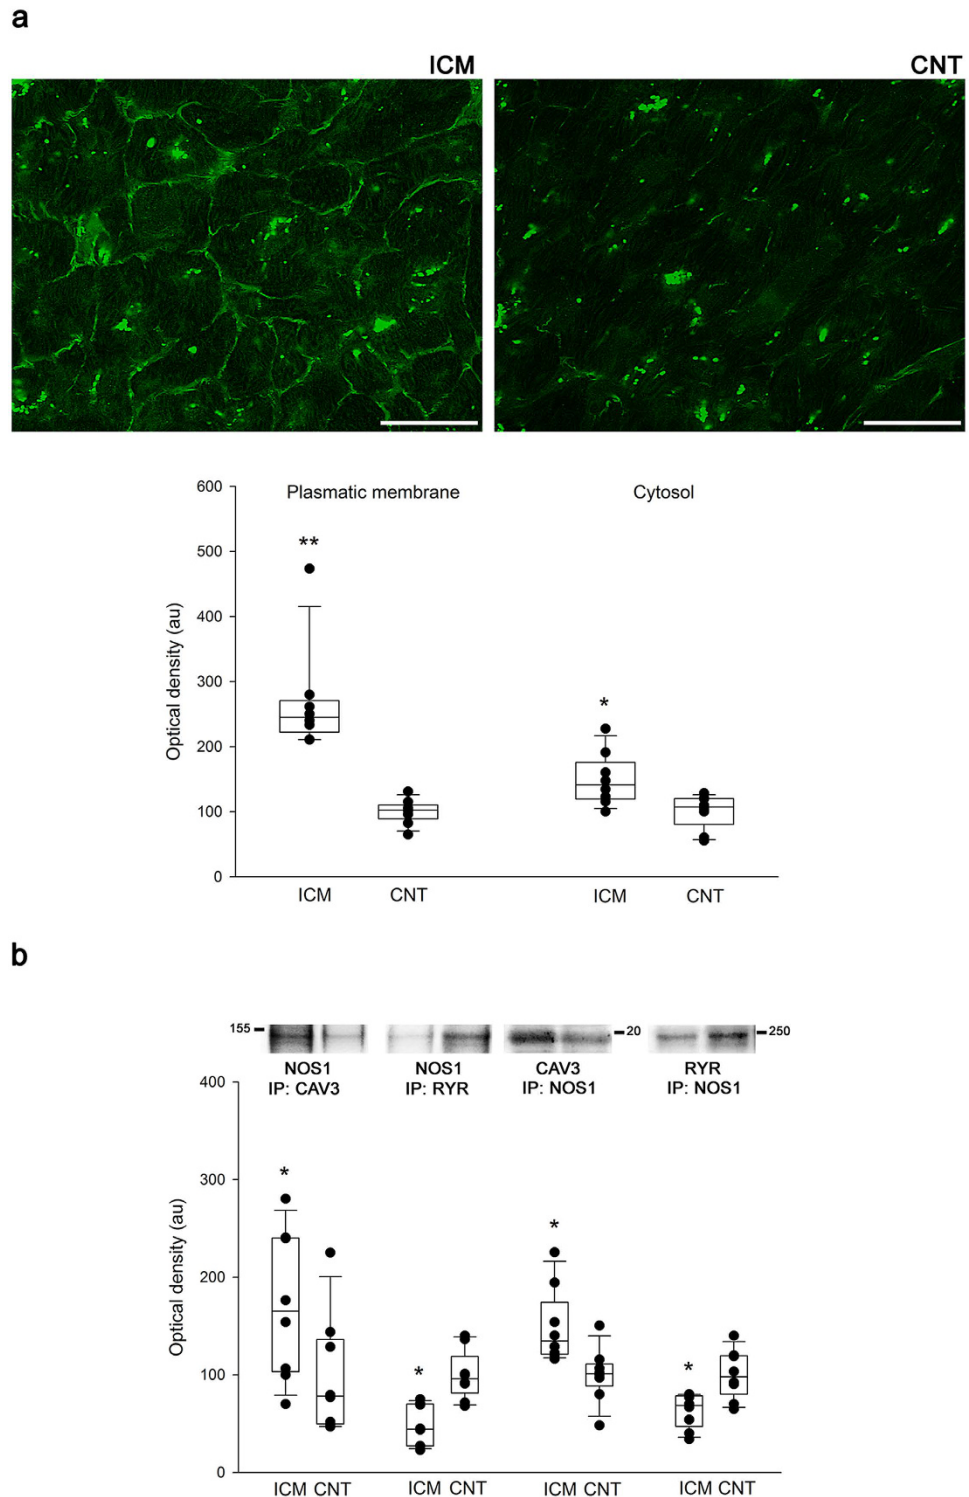 a
ICM CNT
Plasmatic membrane Cytosol
600
500
400
300
200
100
0
Optical density (au)
** *
ICM CNT ICM CNT
b
155 20 250
NOS1 NOS1 CAV3 RYR
IP: CAV3 IP: RYR IP: NOS1 IP: NOS1
400
300
200
100
0
Optical density (au)
* * * *
ICM CNT ICM CNT ICM CNT ICM CNT